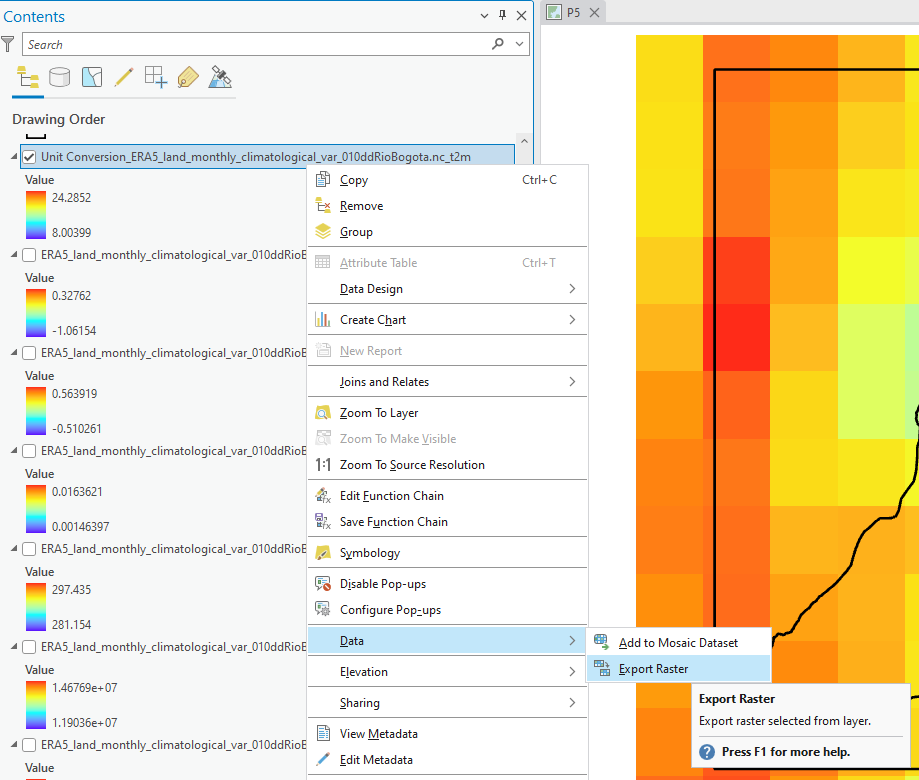 Contents
Search
Drawing Order
Unit Conversion_ERA5_land_monthly_climatological_var_010ddRioBogota.nc_t2m
Value
24.2852
8.00399
ERA5_land_monthly_climatological_var_010ddRioB
Value
0.32762
-1.06154
ERA5_land_monthly_climatological_var_010ddRioB
Value
0.563919
-0.510261
ERA5_land_monthly_climatological_var_010ddRioB
Value
0.0163621
0.00146397
ERA5_land_monthly_climatological_var_010ddRioB
Value
297.435
281.154
ERA5_land_monthly_climatological_var_010ddRioB
Value
1.46769e+07
1.19036e+07
ERA5_land_monthly_climatological_var_010ddRioB
Value
Copy Ctrl+C
Remove
Group
Attribute Table Ctrl+T
Data Design
Create Chart
New Report
Joins and Relates
Zoom To Layer
Zoom To Make Visible
1:1 Zoom To Source Resolution
Edit Function Chain
Save Function Chain
Symbology
Disable Pop-ups
Configure Pop-ups
Data
Elevation
Sharing
View Metadata
Edit Metadata
Add to Mosaic Dataset
Export Raster
Export Raster
Export raster selected from layer.
? Press F1 for more help.
P5